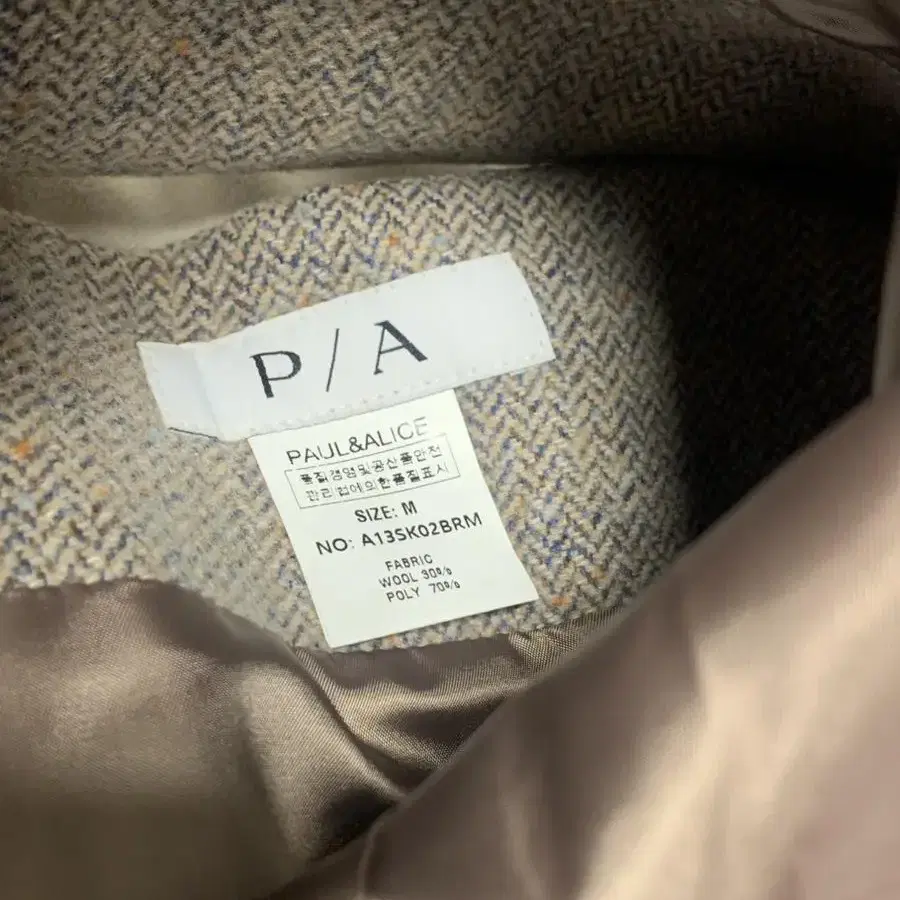 P/A
PAUL&ALICE
품질경영및공산품안전
관리법에의한품질표시
SIZE: M
NO: A13SK02BRM
FABRIC
WOOL 30%
POLY 70%